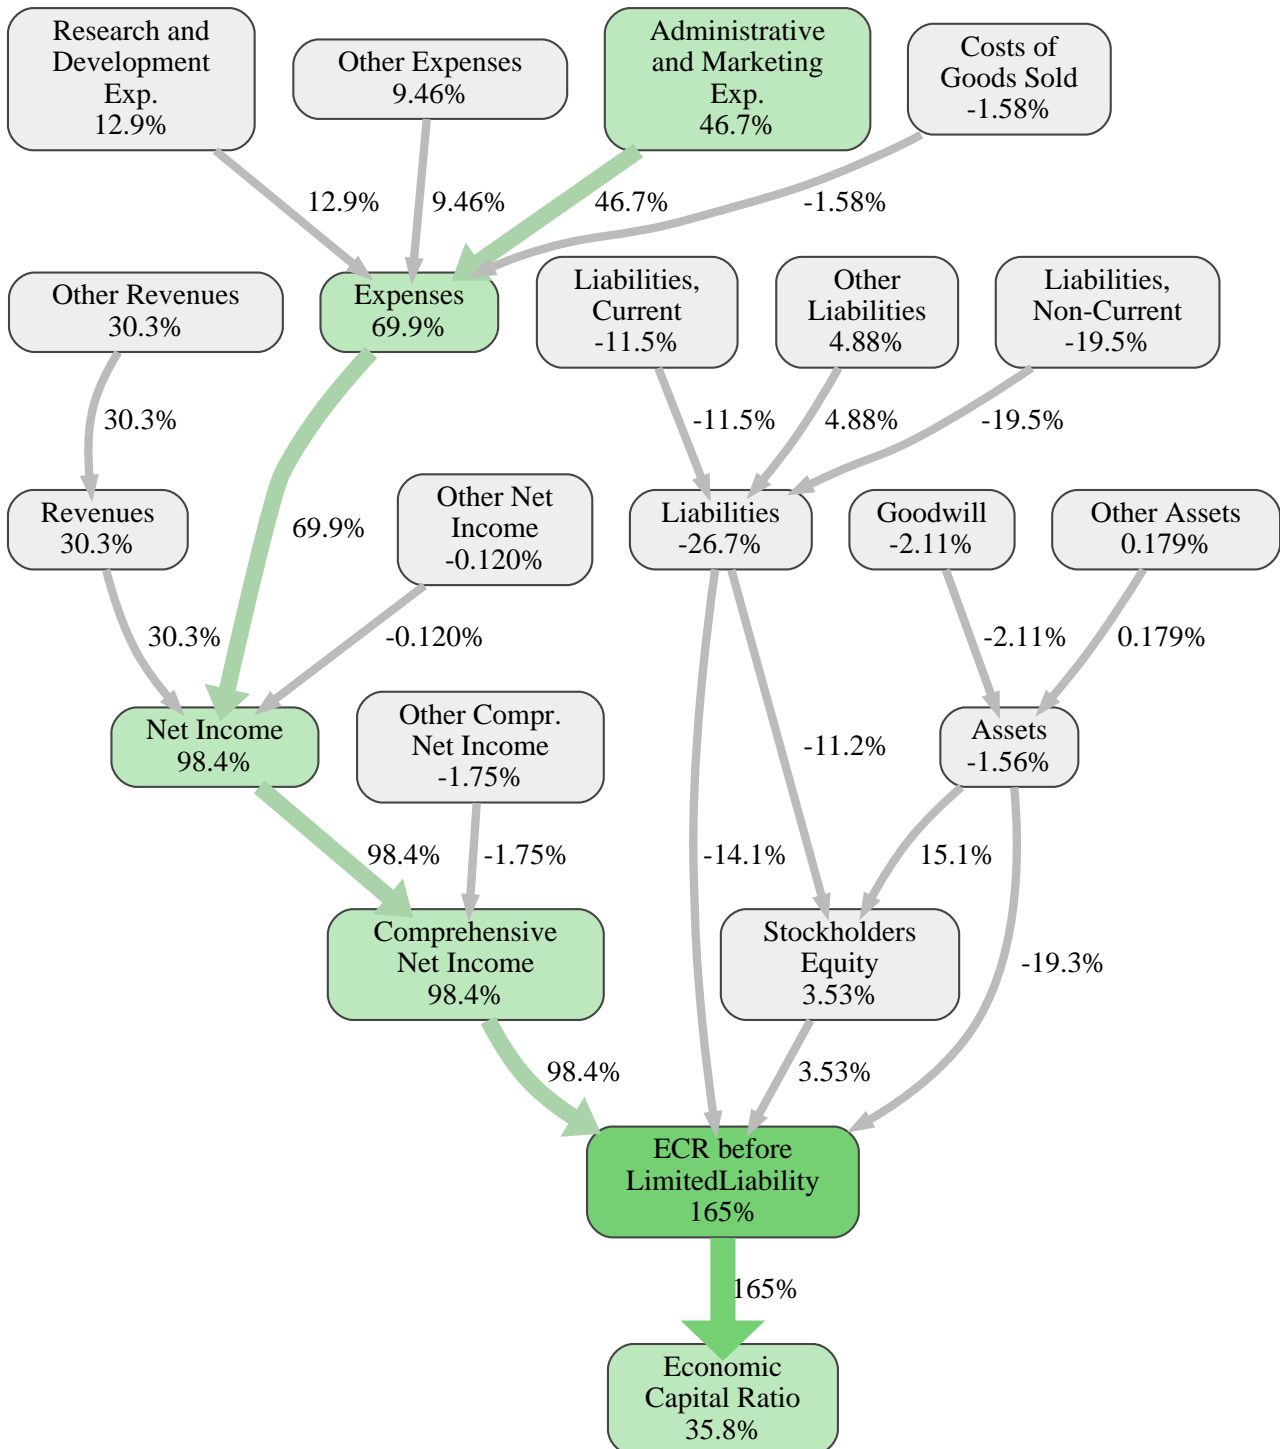 Research and
Development
Exp.
12.9%
Other Expenses
9.46%
Administrative
and Marketing
Exp.
46.7%
Costs of
Goods Sold
-1.58%
12.9%
9.46%
46.7%
-1.58%
Other Revenues
30.3%
Expenses
69.9%
Liabilities,
Current
-11.5%
Other
Liabilities
4.88%
Liabilities,
Non-Current
-19.5%
30.3%
-11.5%
4.88%
-19.5%
Revenues
30.3%
69.9%
Other Net
Income
-0.120%
Liabilities
-26.7%
Goodwill
-2.11%
Other Assets
0.179%
30.3%
-0.120%
-2.11%
0.179%
Net Income
98.4%
Other Compr.
Net Income
-1.75%
-11.2%
Assets
-1.56%
98.4%
-1.75%
-14.1%
15.1%
Comprehensive
Net Income
98.4%
Stockholders
Equity
3.53%
-19.3%
98.4%
3.53%
ECR before
LimitedLiability
165%
165%
Economic
Capital Ratio
35.8%